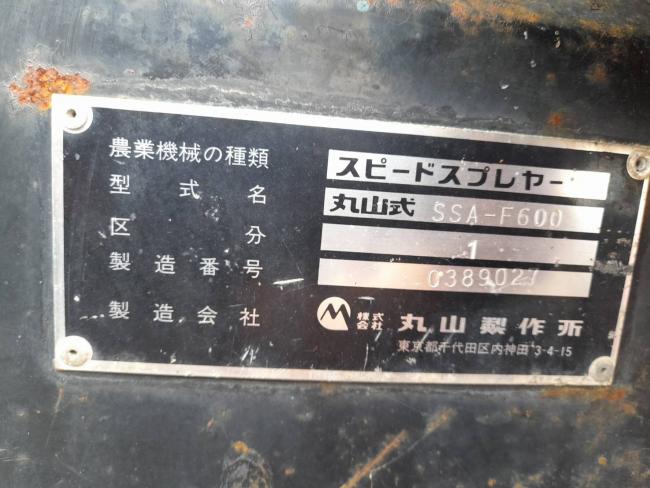 農業機械の種類 スピードスプレヤー
型式名 丸山式 SSA-F600
区分 1
製造番号 0389027
製造会社 株式会社 丸山製作所
東京都千代田区内神田3-4-15